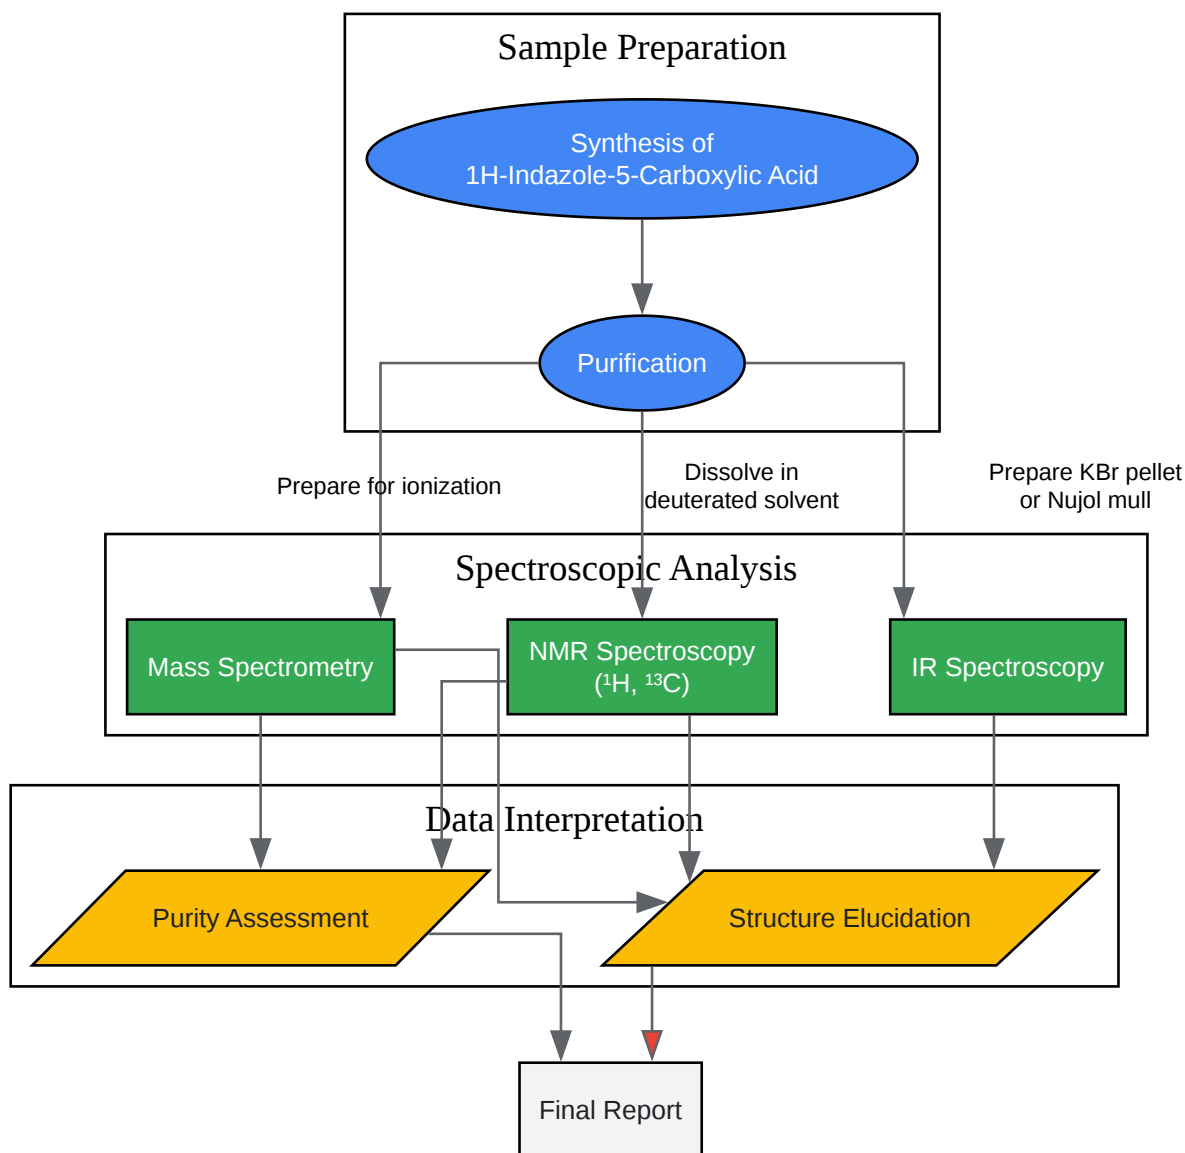 Sample Preparation
Synthesis of
1H-Indazole-5-Carboxylic Acid
Purification
Prepare for ionization
Dissolve in
deuterated solvent
Prepare KBr pellet
or Nujol mull
Spectroscopic Analysis
Mass Spectrometry
NMR Spectroscopy
(¹H, ¹³C)
IR Spectroscopy
Data Interpretation
Purity Assessment
Structure Elucidation
Final Report